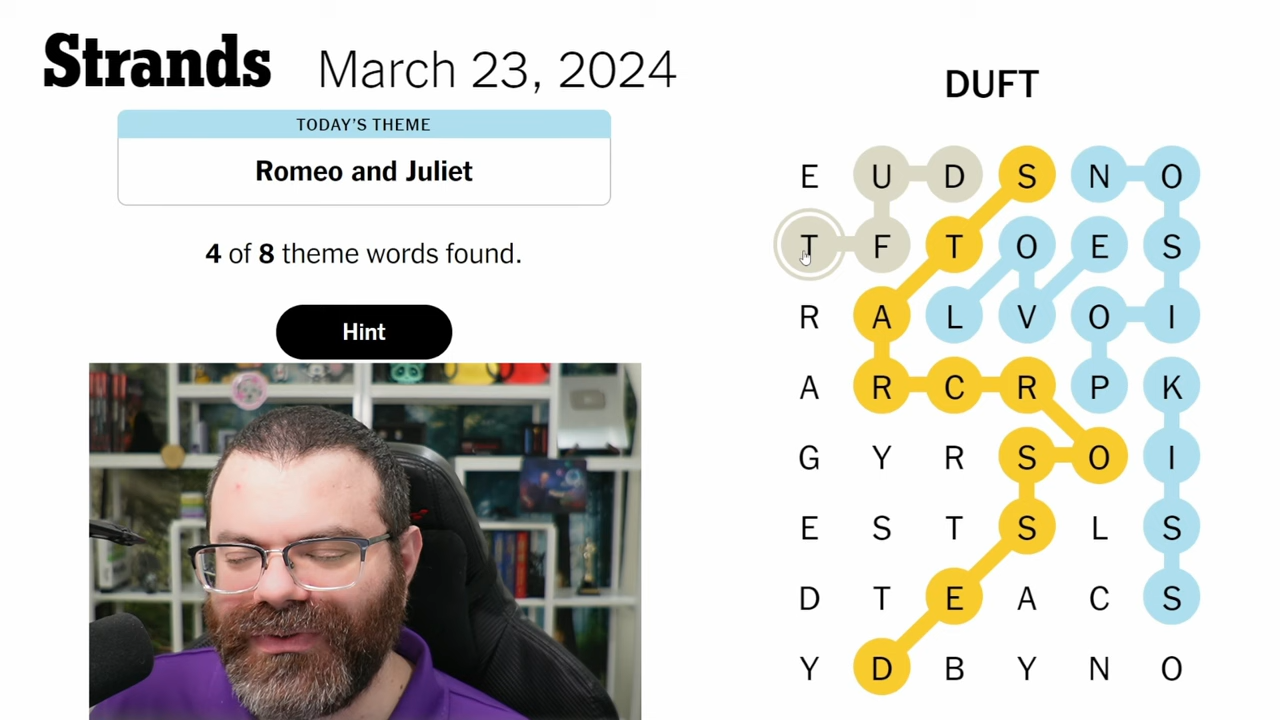 Strands March 23, 2024
TODAY'S THEME
Romeo and Juliet
4 of 8 theme words found.
Hint
DUFT
E U D S N O
T F T O E S
R A L V O I
A R C R P K
G Y R S O I
E S T S L S
D T E A C S
Y D B Y N O